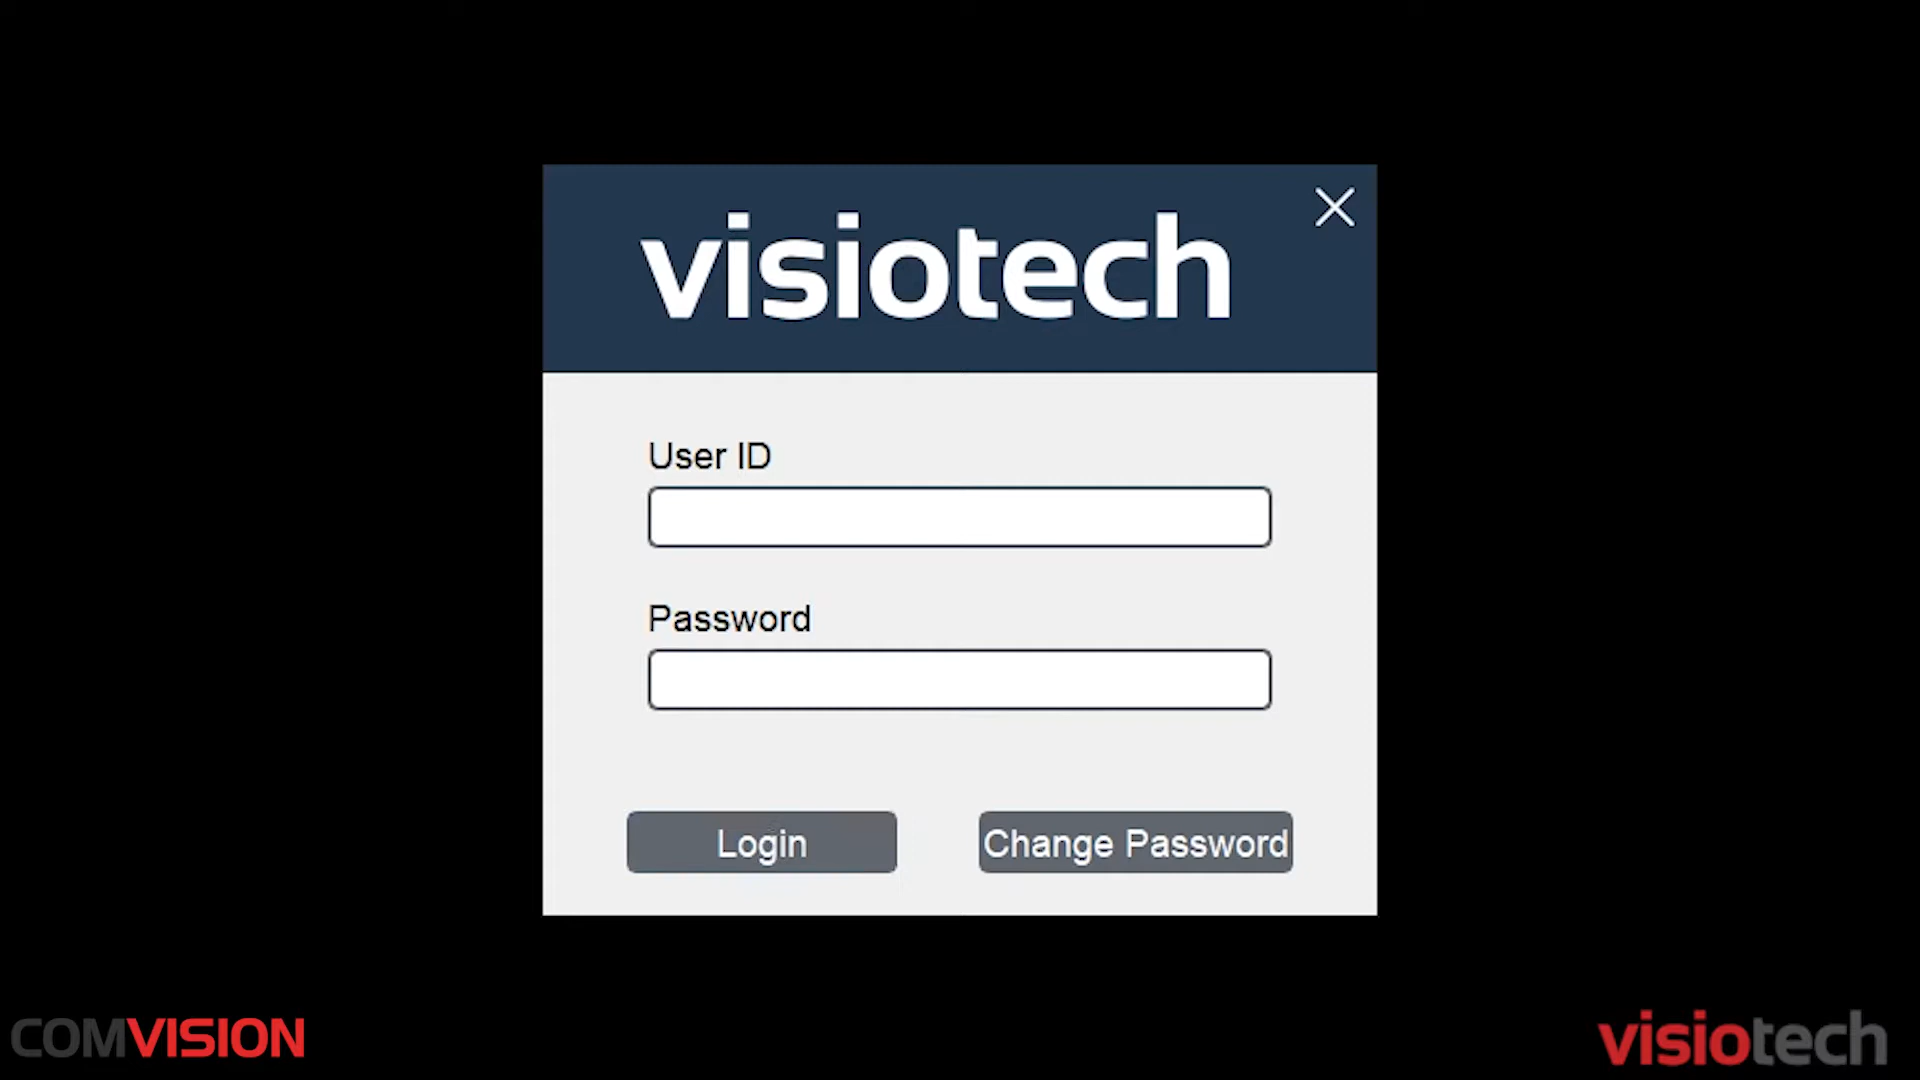 visiotech
User ID
Password
Login
Change Password
COMVISION
visiotech